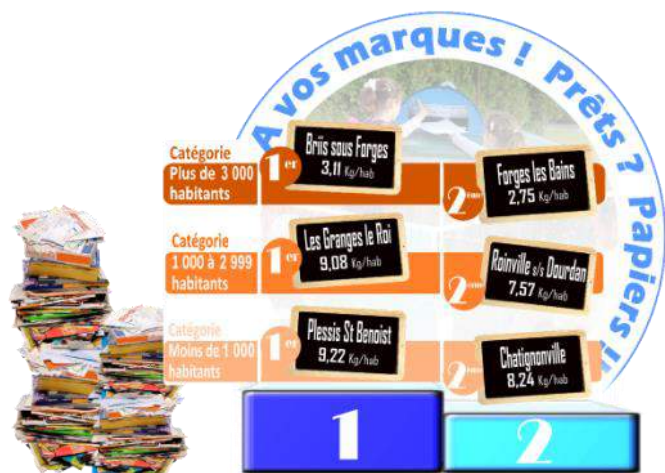 A vos marques ! Prêts ? Papiers !!
Catégorie
Plus de 3 000
habitants
1er
Briis sous Forges
3,11 Kg/hab
2ème
Forges les Bains
2,75 Kg/hab
Catégorie
1 000 à 2 999
habitants
1er
Les Granges le Roi
9,08 Kg/hab
2ème
Roinville s/s Dourdan
7,57 Kg/hab
Catégorie
Moins de 1 000
habitants
1er
Plessis St Benoist
9,22 Kg/hab
2ème
Chatignonville
8,24 Kg/hab
1
2